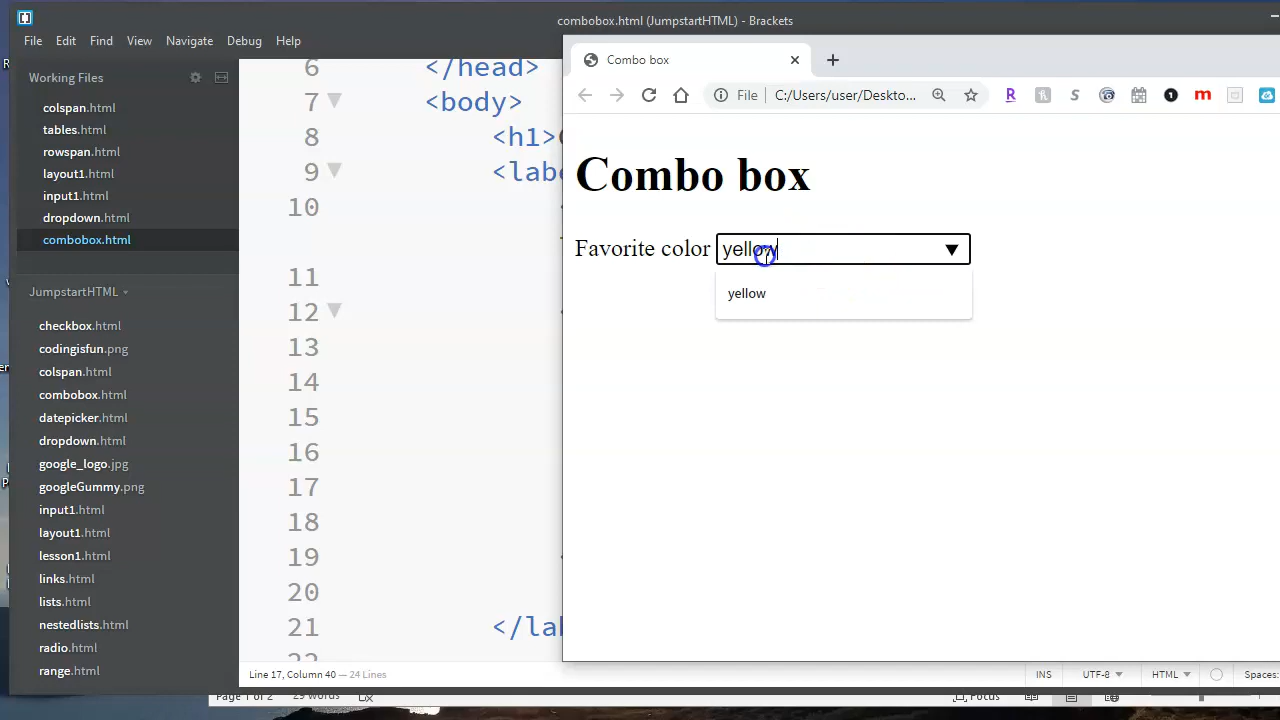 combobox.html (JumpstartHTML) - Brackets
File Edit Find View Navigate Debug Help
Working Files
colspan.html
tables.html
rowspan.html
layout1.html
input1.html
dropdown.html
combobox.html
JumpstartHTML
checkbox.html
codingisfun.png
colspan.html
combobox.html
datepicker.html
dropdown.html
google_logo.jpg
googleGummy.png
input1.html
layout1.html
lesson1.html
links.html
lists.html
nestedlists.html
radio.html
range.html
6 </head>
7 <body>
8 <h1>
9 <labe
10
11
12
13
14
15
16
17
18
19
20
21 </lab
22
Line 17, Column 40 — 24 Lines
INS UTF-8 HTML Spaces:
Combo box
File C:/Users/user/Deskto...
Combo box
Favorite color yellow
yellow
Page 1 of 2 29 words
Focus